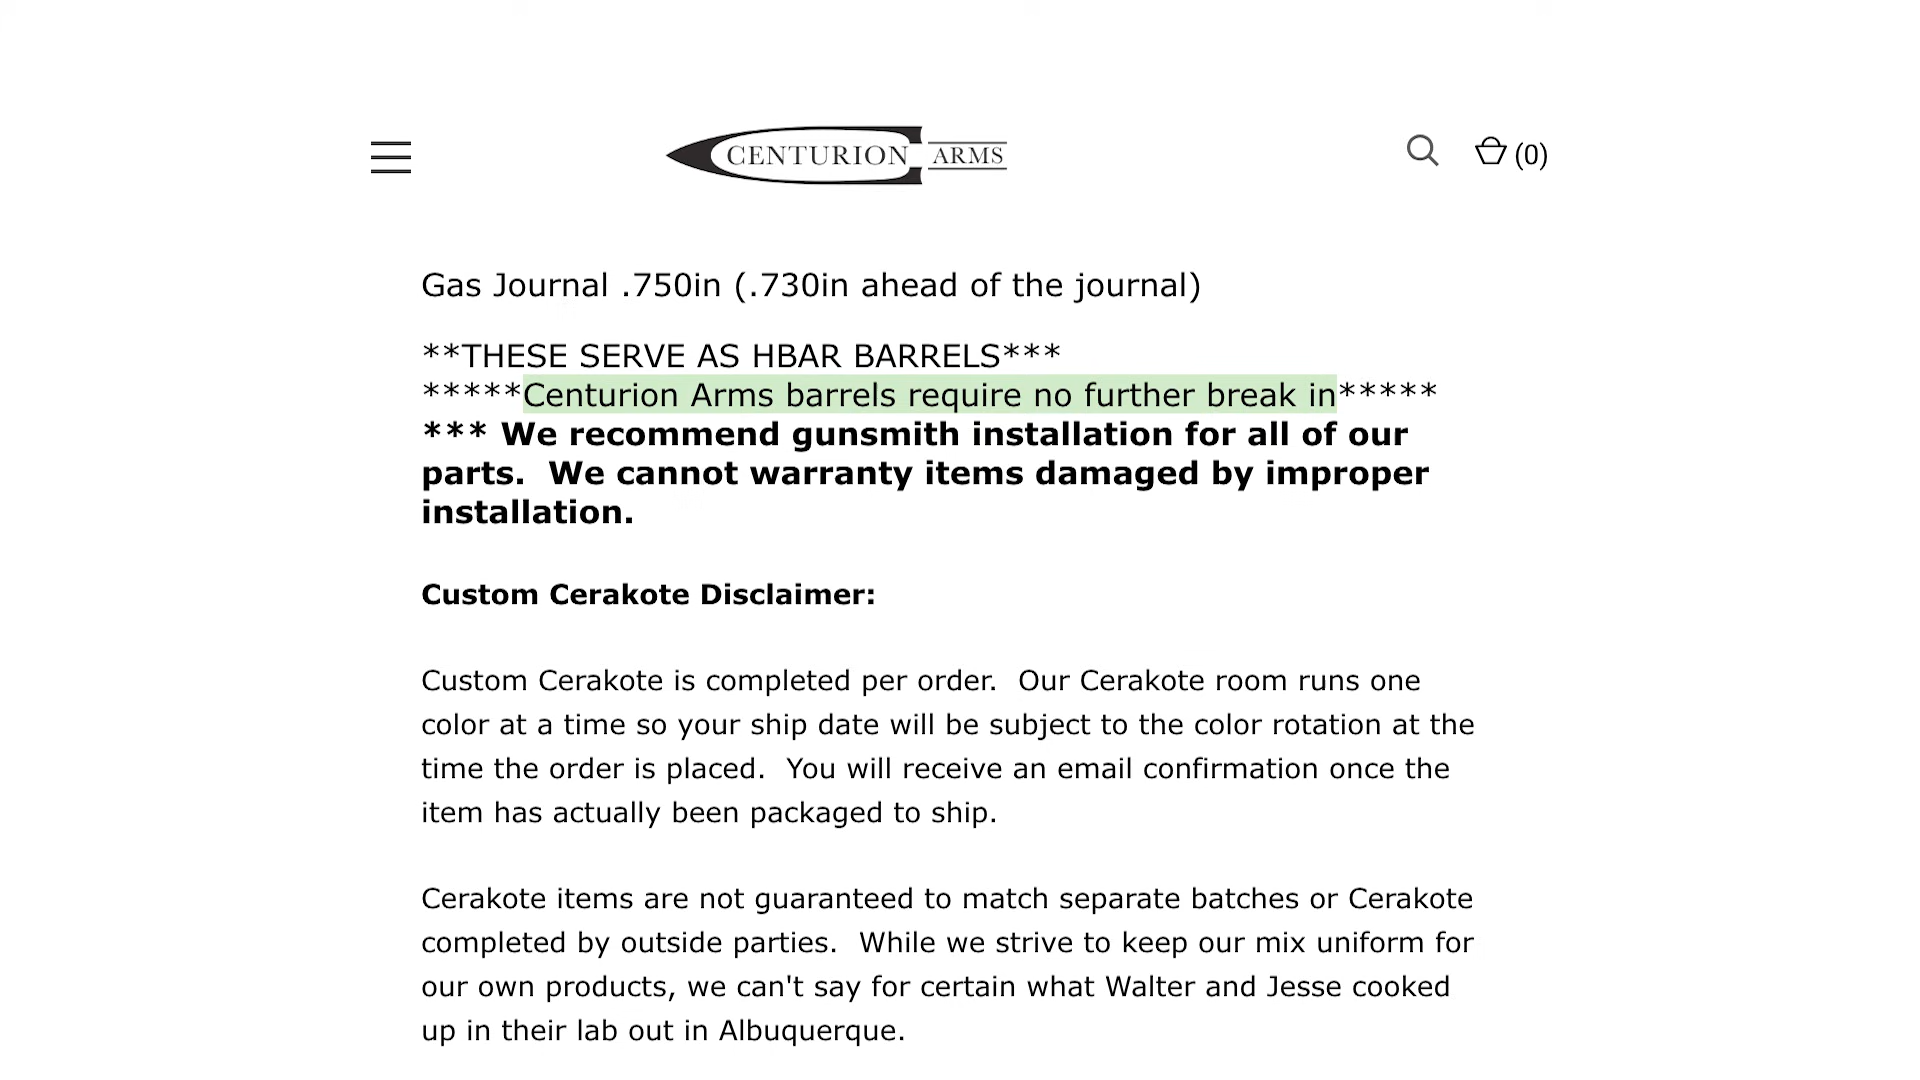 CENTURION ARMS
(0)
Gas Journal .750in (.730in ahead of the journal)
**THESE SERVE AS HBAR BARRELS***
*****Centurion Arms barrels require no further break in*****
*** We recommend gunsmith installation for all of our
parts.  We cannot warranty items damaged by improper
installation.
Custom Cerakote Disclaimer:
Custom Cerakote is completed per order.  Our Cerakote room runs one
color at a time so your ship date will be subject to the color rotation at the
time the order is placed.  You will receive an email confirmation once the
item has actually been packaged to ship.
Cerakote items are not guaranteed to match separate batches or Cerakote
completed by outside parties.  While we strive to keep our mix uniform for
our own products, we can't say for certain what Walter and Jesse cooked
up in their lab out in Albuquerque.